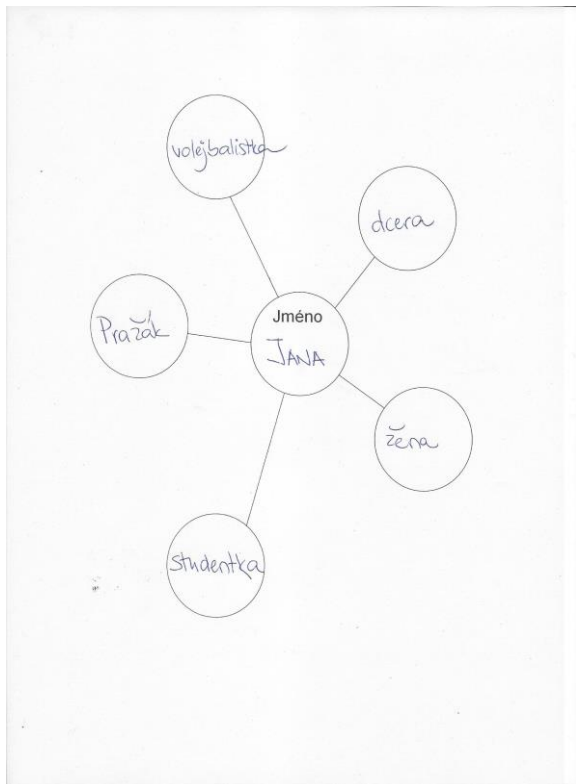 volejbalistka
dcera
Jméno
JANA
Pražák
žena
studentka